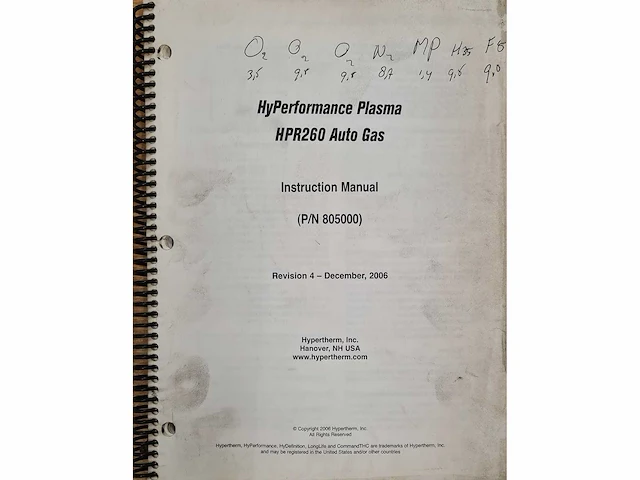 O2 O2 O2 N2 MP H35 F5
3,5 9,8 9,8 8,7 1,4 9,8 9,0
HyPerformance Plasma
HPR260 Auto Gas
Instruction Manual
(P/N 805000)
Revision 4 – December, 2006
Hypertherm, Inc.
Hanover, NH USA
www.hypertherm.com
© Copyright 2006 Hypertherm, Inc.
All Rights Reserved
Hypertherm, HyPerformance, HyDefinition, LongLife and CommandTHC are trademarks of Hypertherm, Inc.
and may be registered in the United States and/or other countries